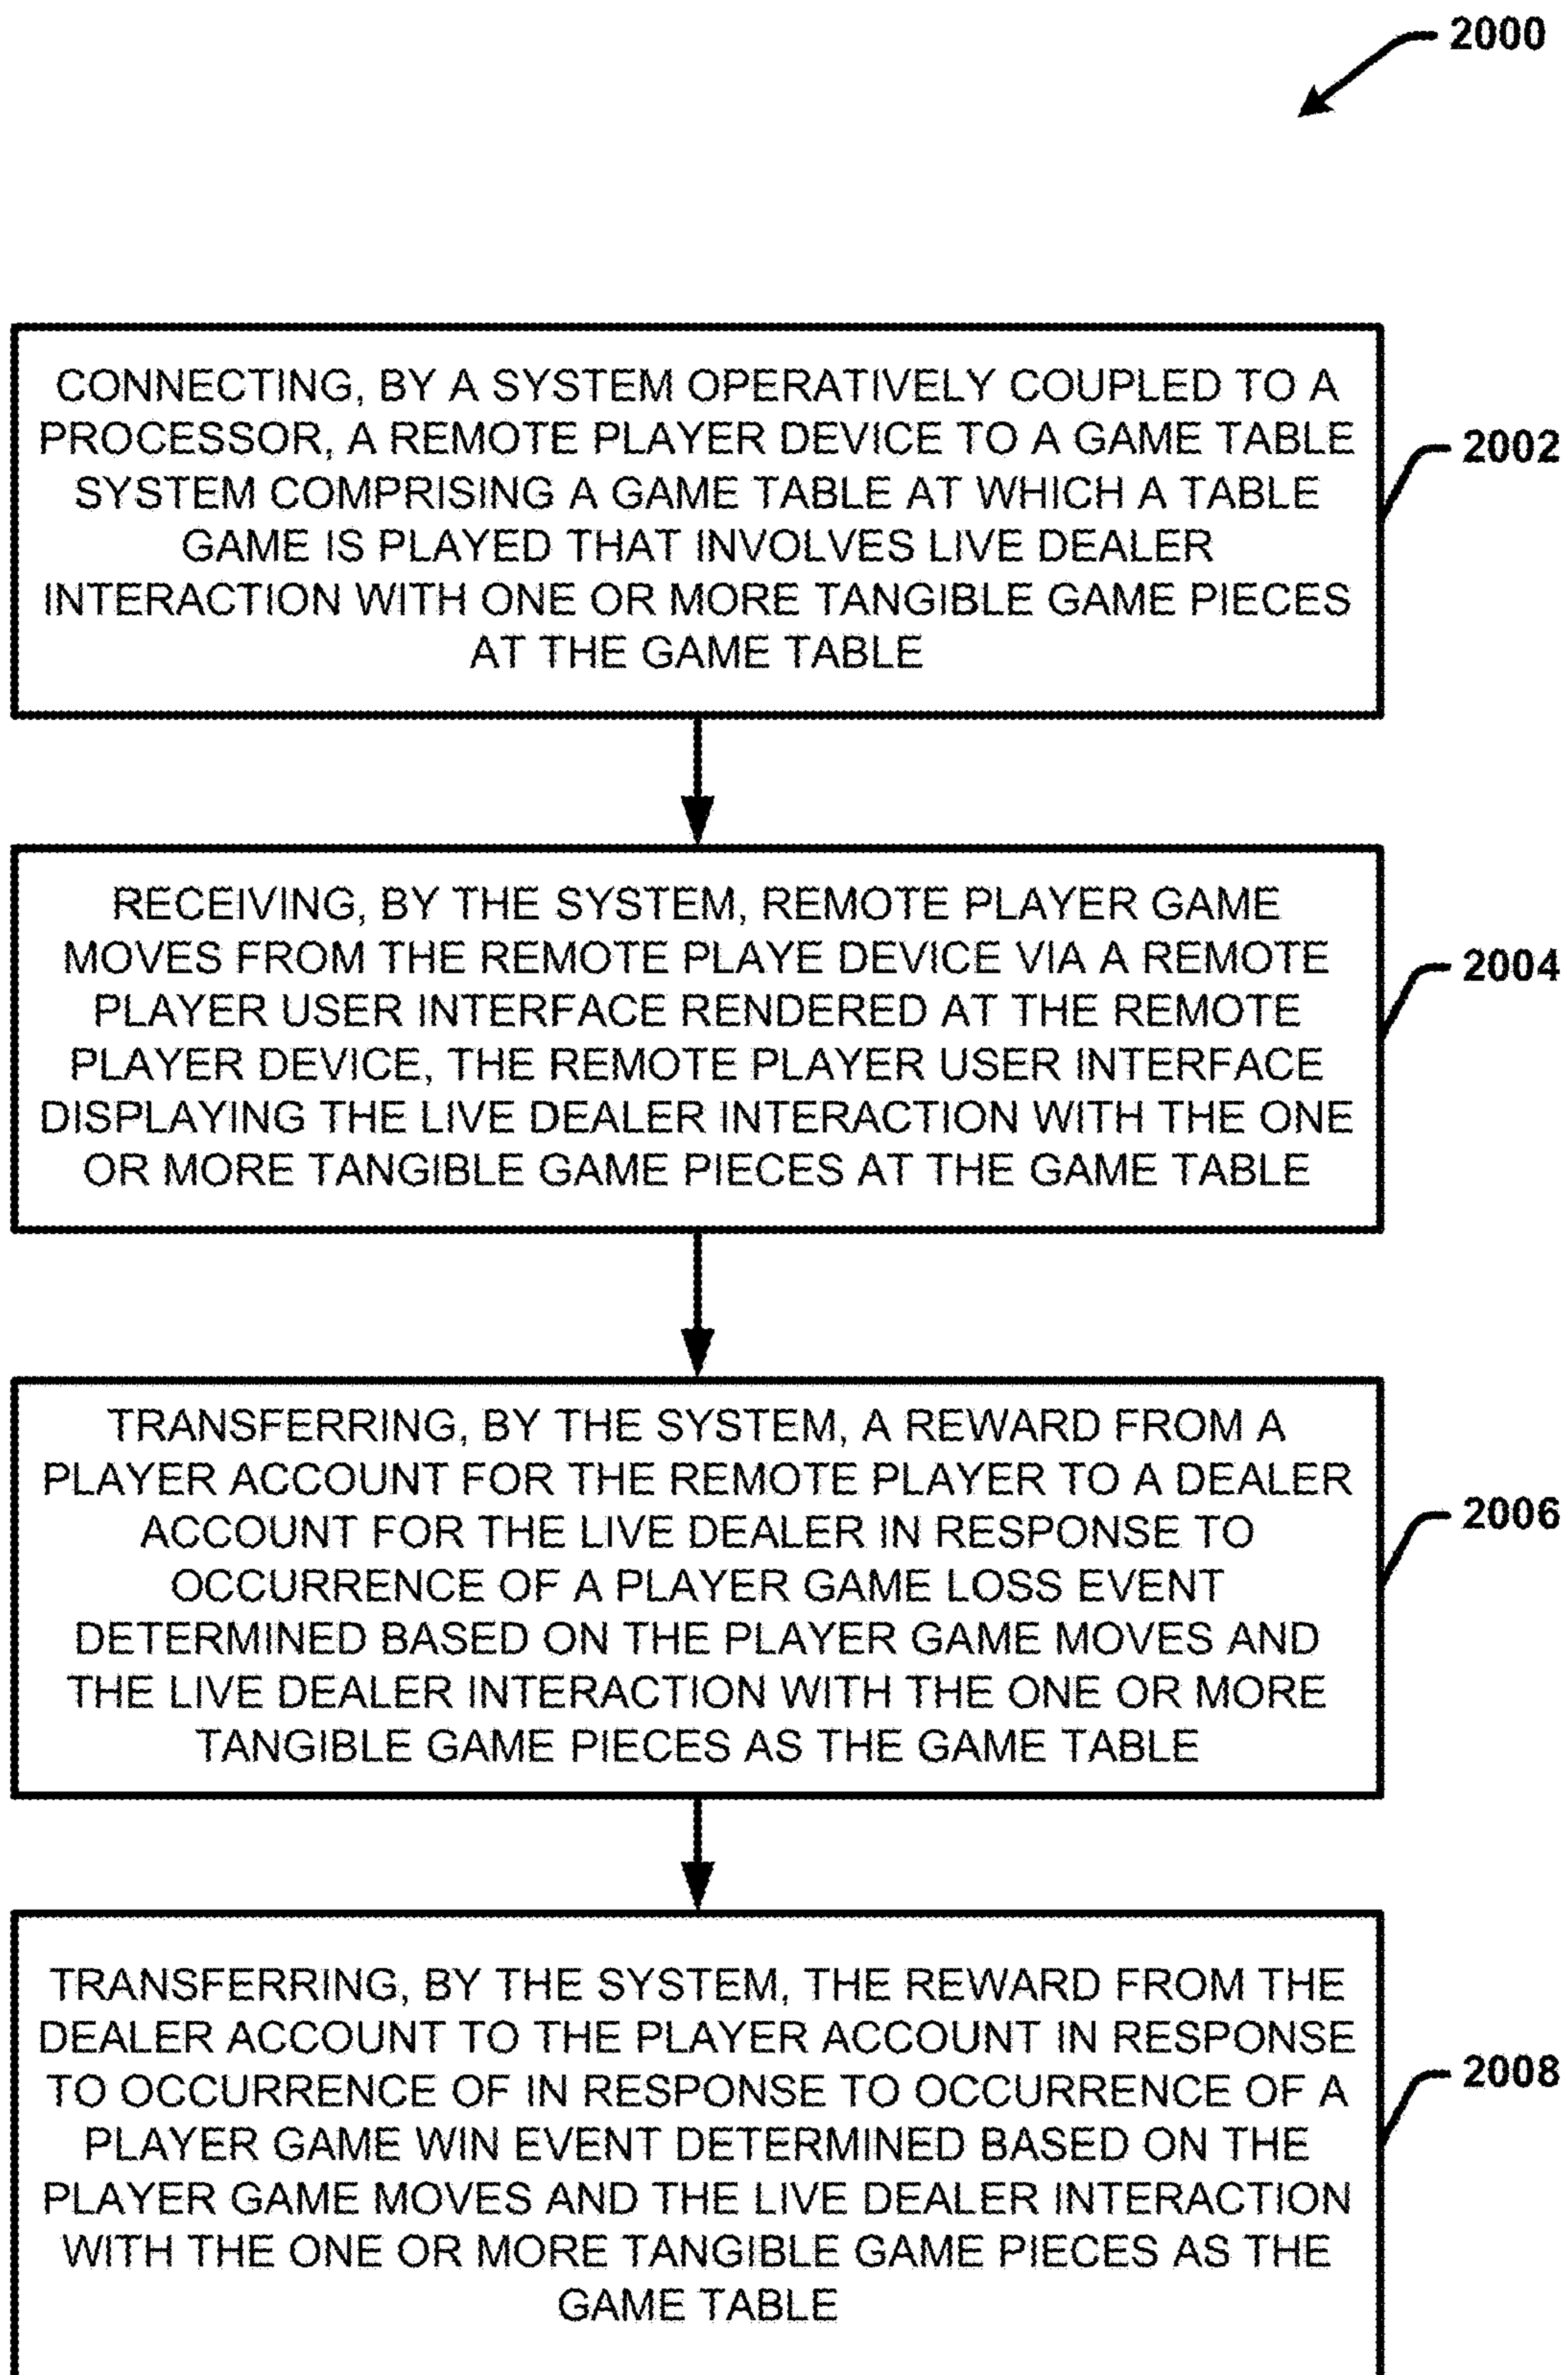 2000
CONNECTING, BY A SYSTEM OPERATIVELY COUPLED TO A
PROCESSOR, A REMOTE PLAYER DEVICE TO A GAME TABLE
SYSTEM COMPRISING A GAME TABLE AT WHICH A TABLE
GAME IS PLAYED THAT INVOLVES LIVE DEALER
INTERACTION WITH ONE OR MORE TANGIBLE GAME PIECES
AT THE GAME TABLE
2002
RECEIVING, BY THE SYSTEM, REMOTE PLAYER GAME
MOVES FROM THE REMOTE PLAYE DEVICE VIA A REMOTE
PLAYER USER INTERFACE RENDERED AT THE REMOTE
PLAYER DEVICE, THE REMOTE PLAYER USER INTERFACE
DISPLAYING THE LIVE DEALER INTERACTION WITH THE ONE
OR MORE TANGIBLE GAME PIECES AT THE GAME TABLE
2004
TRANSFERRING, BY THE SYSTEM, A REWARD FROM A
PLAYER ACCOUNT FOR THE REMOTE PLAYER TO A DEALER
ACCOUNT FOR THE LIVE DEALER IN RESPONSE TO
OCCURRENCE OF A PLAYER GAME LOSS EVENT
DETERMINED BASED ON THE PLAYER GAME MOVES AND
THE LIVE DEALER INTERACTION WITH THE ONE OR MORE
TANGIBLE GAME PIECES AS THE GAME TABLE
2006
TRANSFERRING, BY THE SYSTEM, THE REWARD FROM THE
DEALER ACCOUNT TO THE PLAYER ACCOUNT IN RESPONSE
TO OCCURRENCE OF IN RESPONSE TO OCCURRENCE OF A
PLAYER GAME WIN EVENT DETERMINED BASED ON THE
PLAYER GAME MOVES AND THE LIVE DEALER INTERACTION
WITH THE ONE OR MORE TANGIBLE GAME PIECES AS THE
GAME TABLE
2008